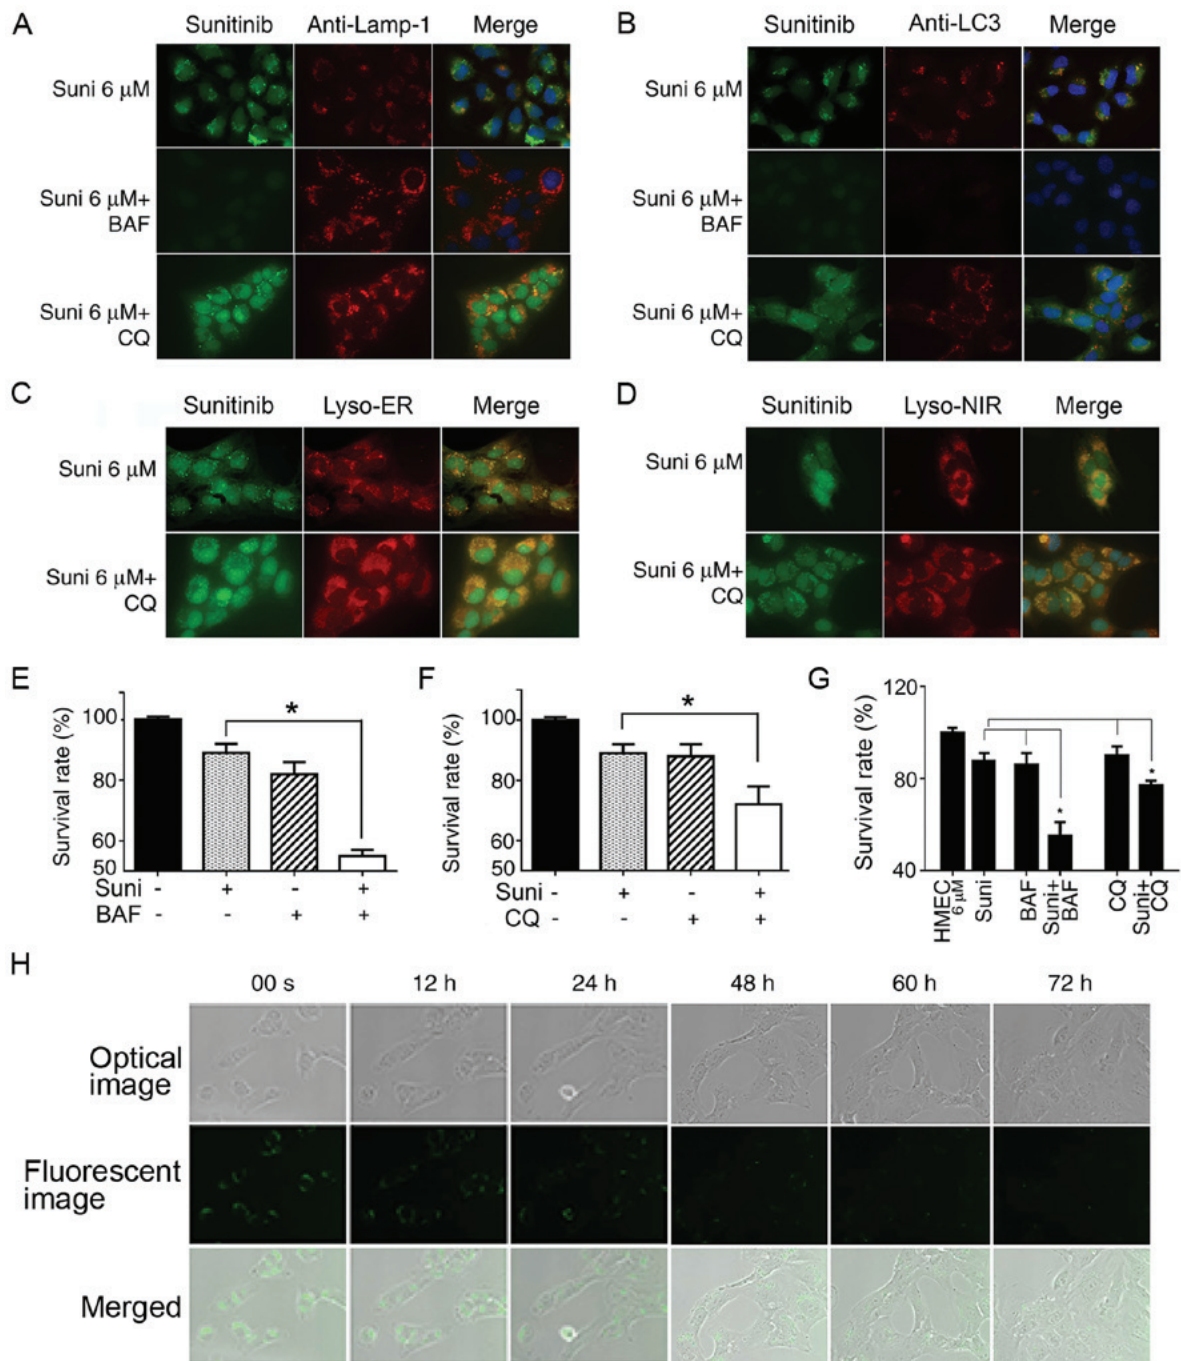 A
Sunitinib Anti-Lamp-1 Merge
Suni 6 µM
Suni 6 µM+
BAF
Suni 6 µM+
CQ
B
Sunitinib Anti-LC3 Merge
Suni 6 µM
Suni 6 µM+
BAF
Suni 6 µM+
CQ
C
Sunitinib Lyso-ER Merge
Suni 6 µM
Suni 6 µM+
CQ
D
Sunitinib Lyso-NIR Merge
Suni 6 µM
Suni 6 µM+
CQ
E
Survival rate (%)
100
80
60
50
*
Suni - + - +
BAF - - + +
F
Survival rate (%)
100
80
60
50
*
Suni - + - +
CQ - - + +
G
Survival rate (%)
120
80
40
* *
HMEC
6 µM
Suni
BAF
Suni+
BAF
CQ
Suni+
CQ
H
00 s 12 h 24 h 48 h 60 h 72 h
Optical
image
Fluorescent
image
Merged